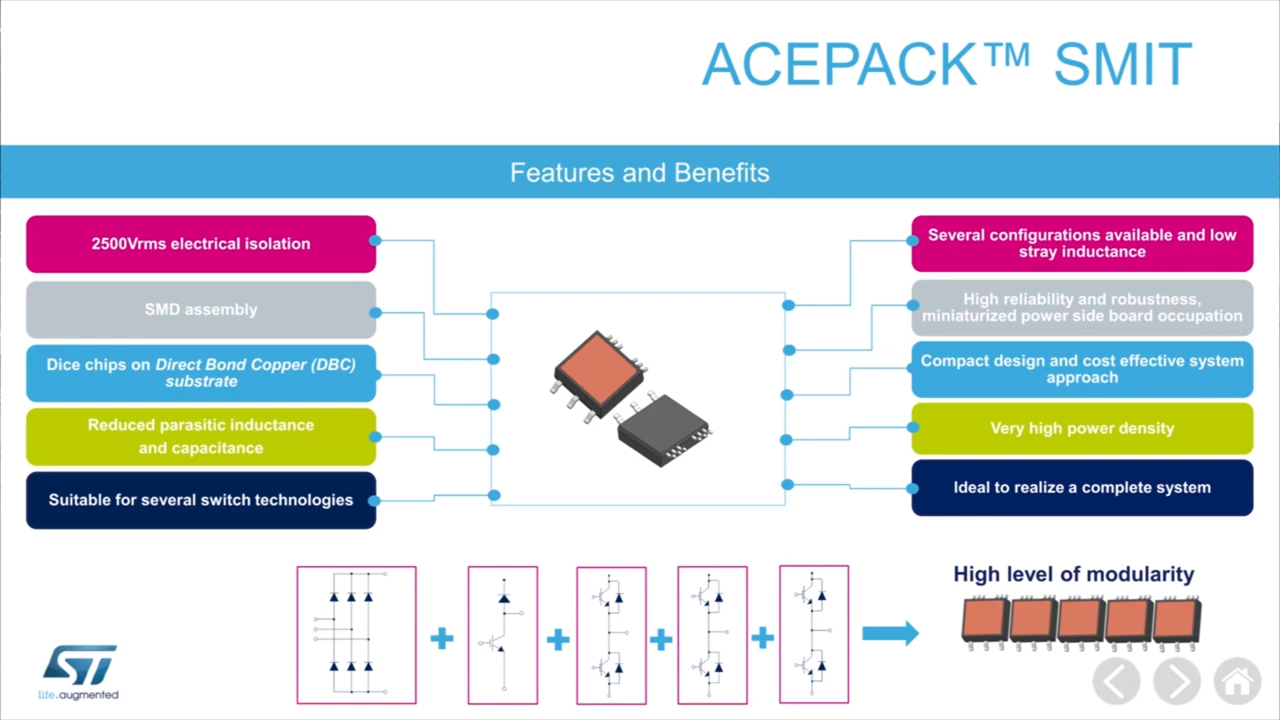 ACEPACK™ SMIT
Features and Benefits
2500Vrms electrical isolation
SMD assembly
Dice chips on Direct Bond Copper (DBC)
substrate
Reduced parasitic inductance
and capacitance
Suitable for several switch technologies
Several configurations available and low
stray inductance
High reliability and robustness,
miniaturized power side board occupation
Compact design and cost effective system
approach
Very high power density
Ideal to realize a complete system
High level of modularity
ST
life.augmented